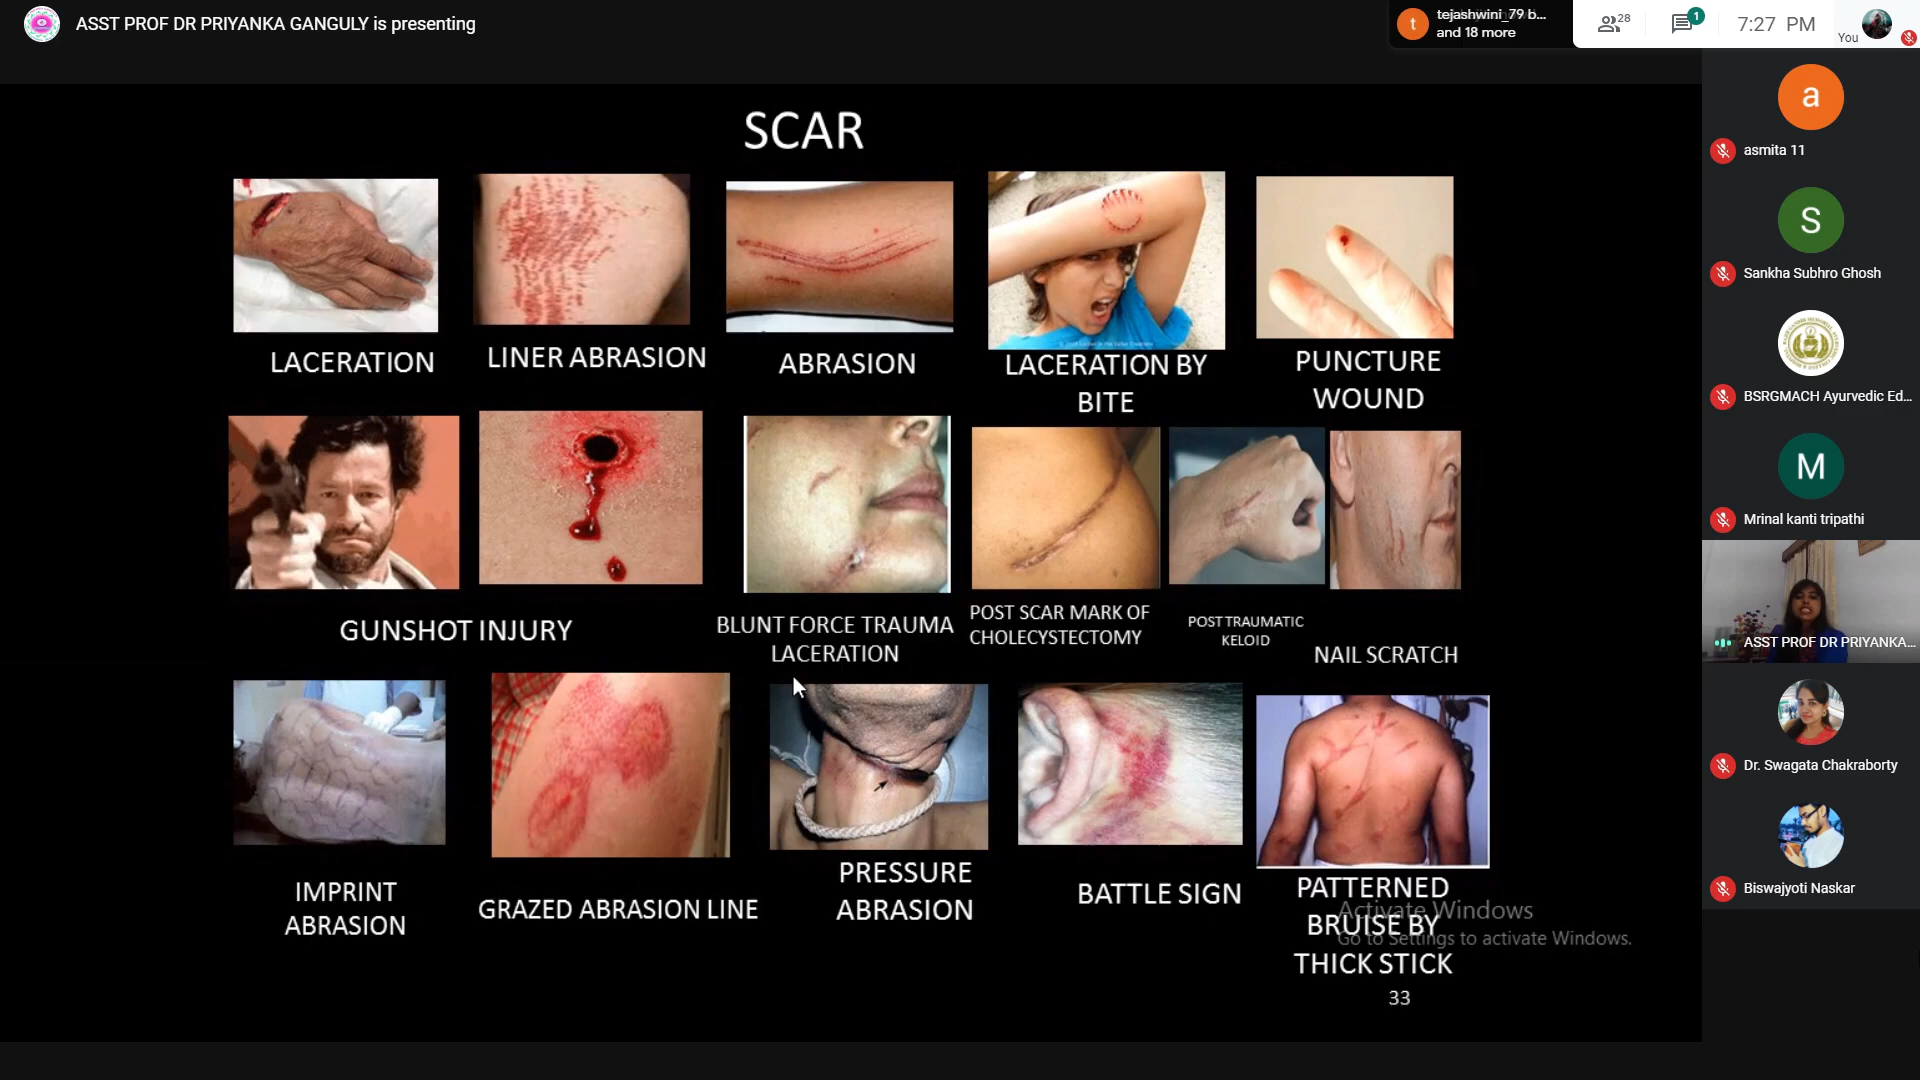 ASST PROF DR PRIYANKA GANGULY is presenting
t
tejashwini_79 b...
and 18 more
28
1
7:27 PM
You
SCAR
LACERATION
LINER ABRASION
ABRASION
LACERATION BY
BITE
PUNCTURE
WOUND
GUNSHOT INJURY
BLUNT FORCE TRAUMA
LACERATION
POST SCAR MARK OF
CHOLECYSTECTOMY
POST TRAUMATIC
KELOID
NAIL SCRATCH
IMPRINT
ABRASION
GRAZED ABRASION LINE
PRESSURE
ABRASION
BATTLE SIGN
PATTERNED
BRUISE BY
THICK STICK
33
Activate Windows
Go to Settings to activate Windows.
a
asmita 11
S
Sankha Subhro Ghosh
BSRGMACH Ayurvedic Ed...
M
Mrinal kanti tripathi
ASST PROF DR PRIYANKA...
Dr. Swagata Chakraborty
Biswajyoti Naskar